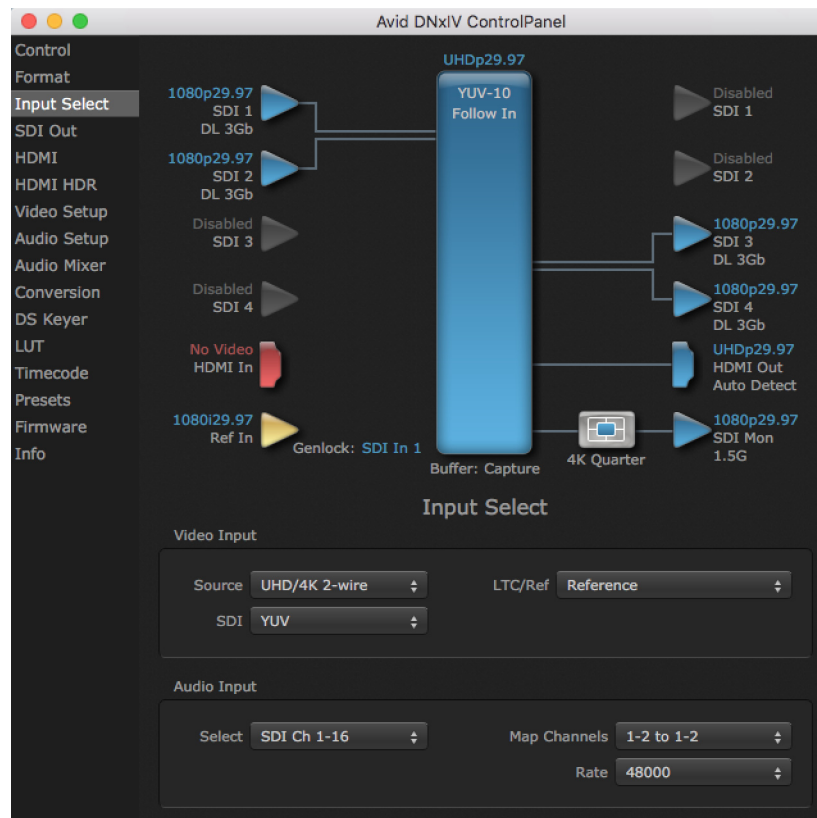 Avid DNxIV ControlPanel
Control
Format
Input Select
SDI Out
HDMI
HDMI HDR
Video Setup
Audio Setup
Audio Mixer
Conversion
DS Keyer
LUT
Timecode
Presets
Firmware
Info
1080p29.97
SDI 1
DL 3Gb
1080p29.97
SDI 2
DL 3Gb
Disabled
SDI 3
Disabled
SDI 4
No Video
HDMI In
1080i29.97
Ref In
Genlock: SDI In 1
UHDp29.97
YUV-10
Follow In
Buffer: Capture
4K Quarter
Disabled
SDI 1
Disabled
SDI 2
1080p29.97
SDI 3
DL 3Gb
1080p29.97
SDI 4
DL 3Gb
UHDp29.97
HDMI Out
Auto Detect
1080p29.97
SDI Mon
1.5G
Input Select
Video Input
Source UHD/4K 2-wire
LTC/Ref Reference
SDI YUV
Audio Input
Select SDI Ch 1-16
Map Channels 1-2 to 1-2
Rate 48000